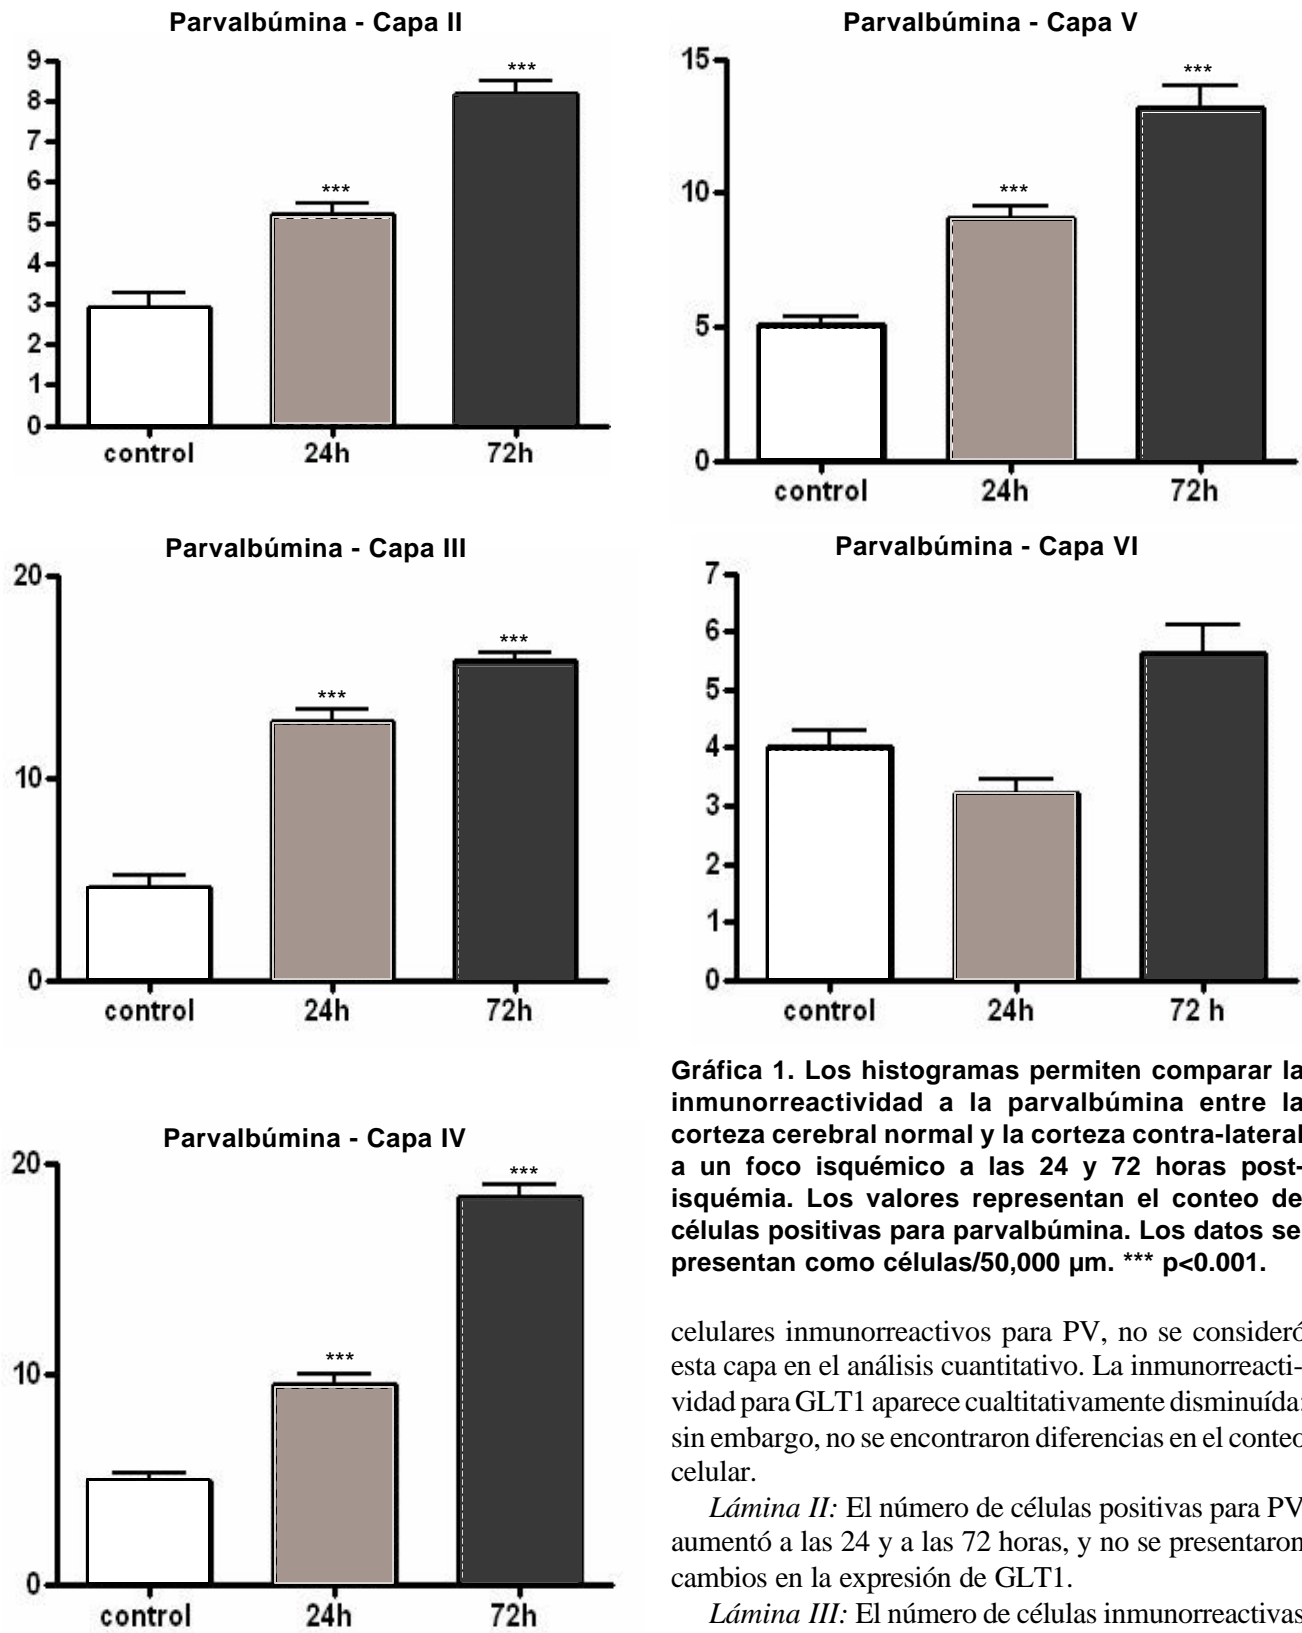 Parvalbúmina - Capa II
9
8
7
6
5
4
3
2
1
0
***
***
control 24h 72h
Parvalbúmina - Capa III
20
10
0
***
***
control 24h 72h
Parvalbúmina - Capa IV
20
10
0
***
***
control 24h 72h
Parvalbúmina - Capa V
15
10
5
0
***
***
control 24h 72h
Parvalbúmina - Capa VI
7
6
5
4
3
2
1
0
control 24h 72 h
Gráfica 1. Los histogramas permiten comparar la
inmunorreactividad a la parvalbúmina entre la
corteza cerebral normal y la corteza contra-lateral
a un foco isquémico a las 24 y 72 horas post-
isquémia. Los valores representan el conteo de
células positivas para parvalbúmina. Los datos se
presentan como células/50,000 µm. *** p<0.001.
celulares inmunorreactivos para PV, no se consideró
esta capa en el análisis cuantitativo. La inmunorreacti-
vidad para GLT1 aparece cualtitativamente disminuída;
sin embargo, no se encontraron diferencias en el conteo
celular.
Lámina II: El número de células positivas para PV
aumentó a las 24 y a las 72 horas, y no se presentaron
cambios en la expresión de GLT1.
Lámina III: El número de células inmunorreactivas